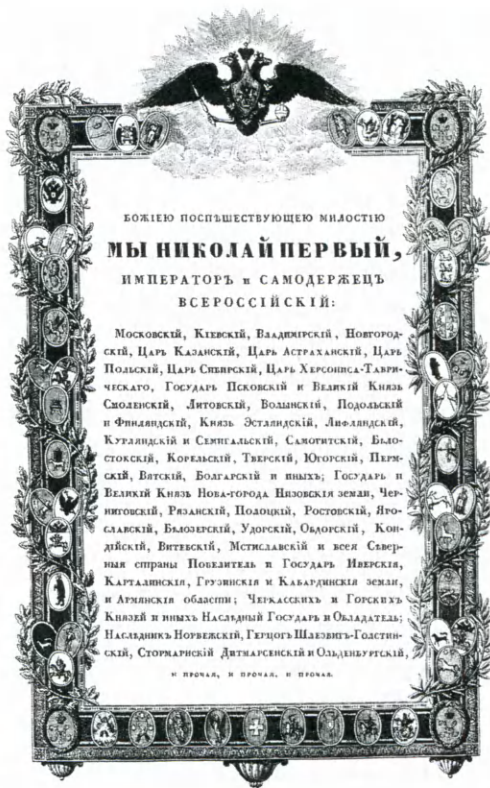 БОЖІЕЮ ПОСПѢШЕСТВУЮЩЕЮ МИЛОСТІЮ
МЫ НИКОЛАЙ ПЕРВЫЙ,
ИМПЕРАТОРЪ и САМОДЕРЖЕЦЪ
ВСЕРОССІЙСКІЙ:
Московскій, Кіевскій, Владимірскій, Новгород-
скій, Царь Казанскій, Царь Астраханскій, Царь
Польскій, Царь Сибирскій, Царь Херсониса-Таври-
ческаго, Государь Псковскій и Великій Князь
Смоленскій, Литовскій, Волынскій, Подольскій
и Финляндскій, Князь Эстляндскій, Лифляндскій,
Курляндскій и Семигальскій, Самогитскій, Бѣло-
стокскій, Корельскій, Тверскій, Югорскій, Перм-
скій, Вятскій, Болгарскій и иныхъ; Государь и
Великій Князь Нова-города Низовскія земли, Чер-
ниговскій, Рязанскій, Полоцкій, Ростовскій, Яро-
славскій, Бѣлозерскій, Удорскій, Обдорскій, Кон-
дійскій, Витебскій, Мстиславскій и всея Сѣвер-
ныя страны Повелитель и Государь Иверскія,
Карталинскія, Грузинскія и Кабардинскія земли,
и Армянскія области; Черкасскихъ и Горскихъ
Князей и иныхъ Наслѣдный Государь и Обладатель;
Наслѣдникъ Норвежскій, Герцогъ Шлезвигъ-Голстин-
скій, Стормарнскій Дитмарсенскій и Ольденбургскій,
и прочая, и прочая, и прочая.